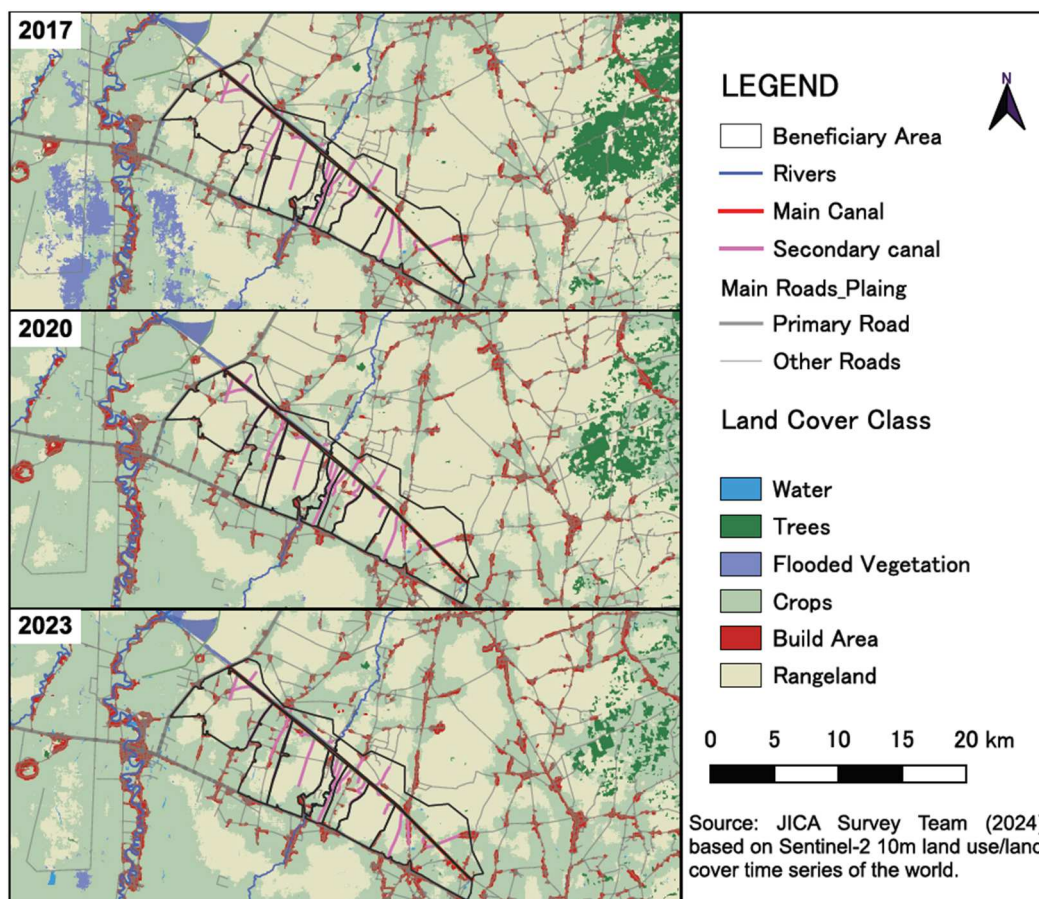 2017
2020
2023
LEGEND
N
Beneficiary Area
Rivers
Main Canal
Secondary canal
Main Roads_Plaing
Primary Road
Other Roads
Land Cover Class
Water
Trees
Flooded Vegetation
Crops
Build Area
Rangeland
0 5 10 15 20 km
Source: JICA Survey Team (2024)
based on Sentinel-2 10m land use/land
cover time series of the world.